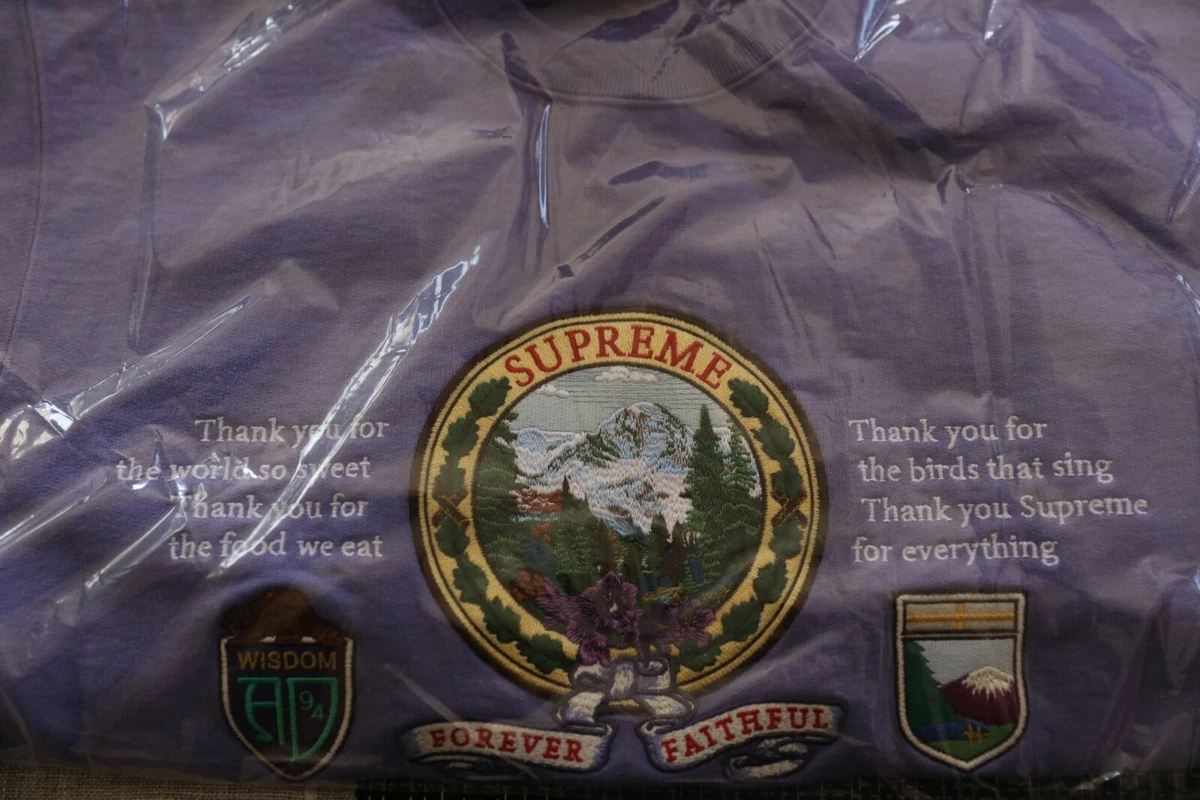 SUPREME
Thank you for
the world so sweet
Thank you for
the food we eat
Thank you for
the birds that sing
Thank you Supreme
for everything
WISDOM
AD
94
FOREVER
FAITHFUL